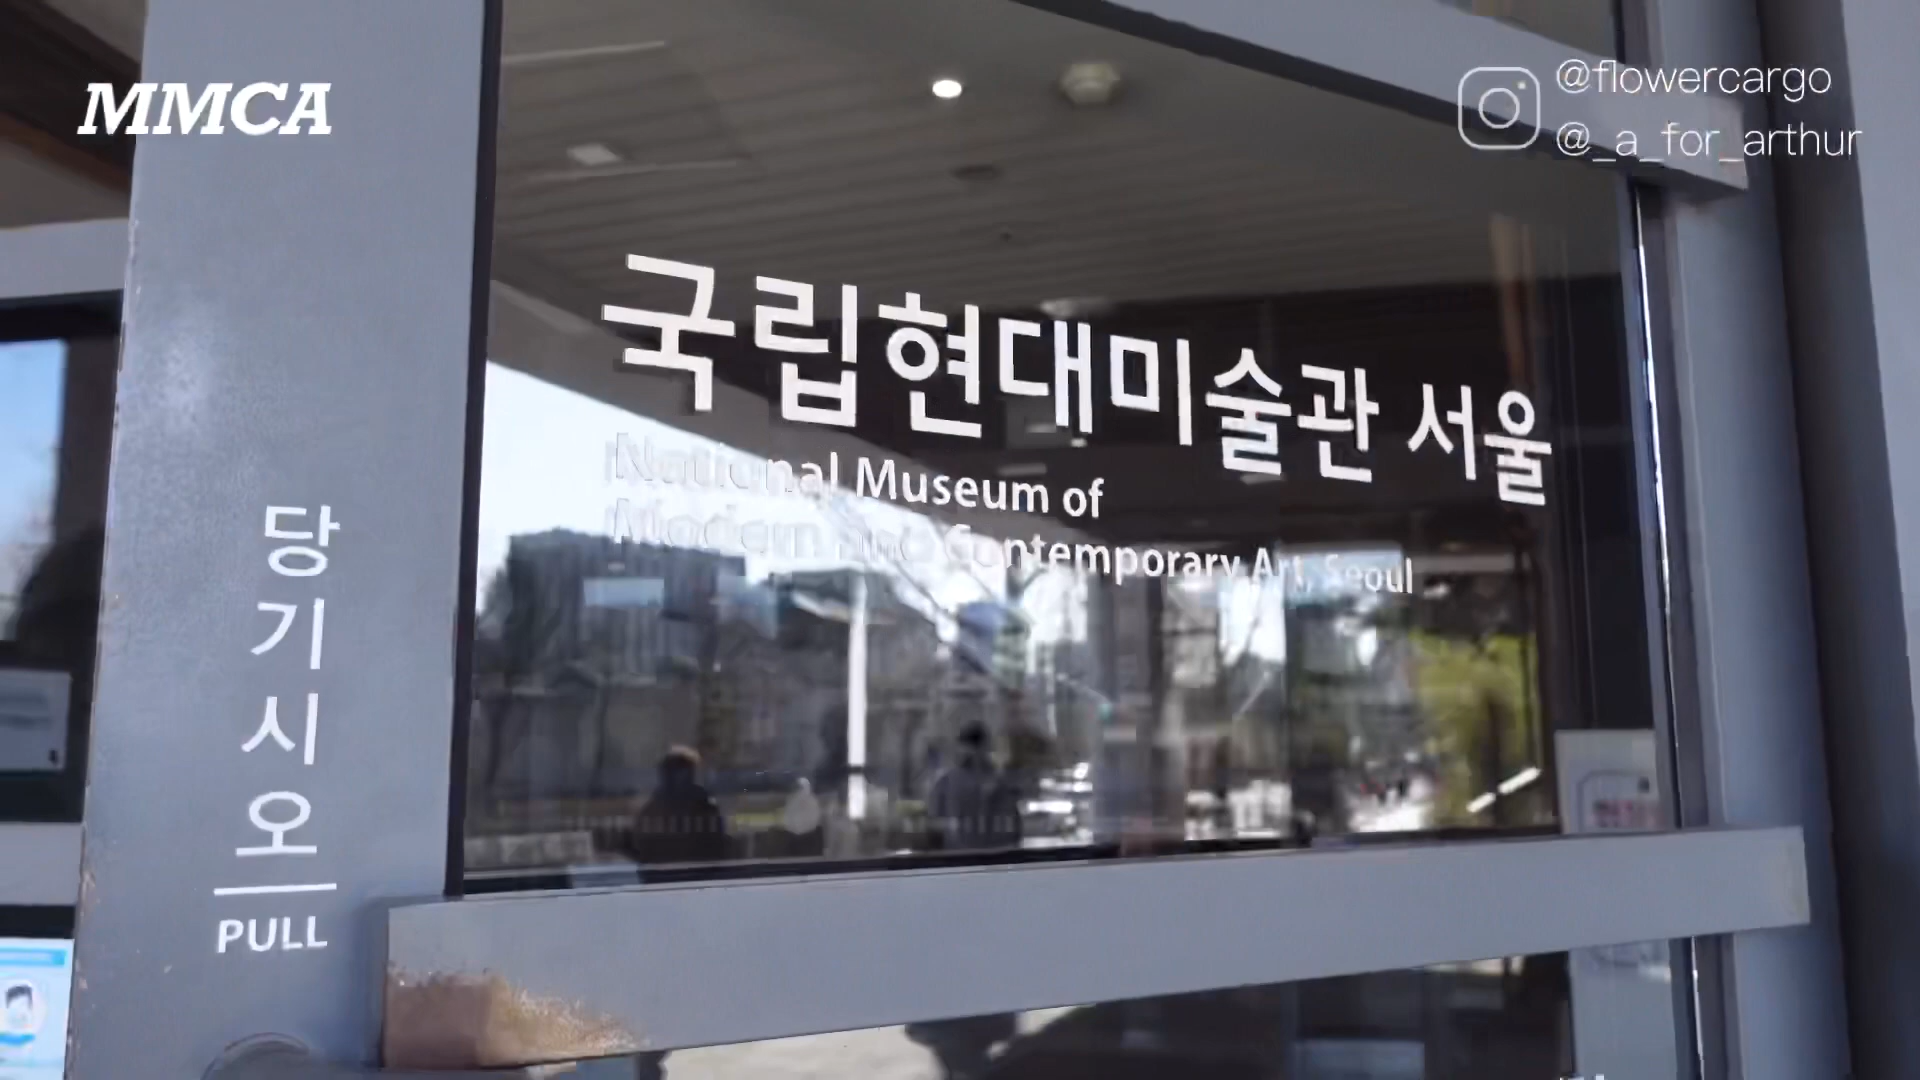 MMCA
@flowercargo
@_a_for_arthur
국립현대미술관 서울
National Museum of
Modern and Contemporary Art, Seoul
당기시오
PULL